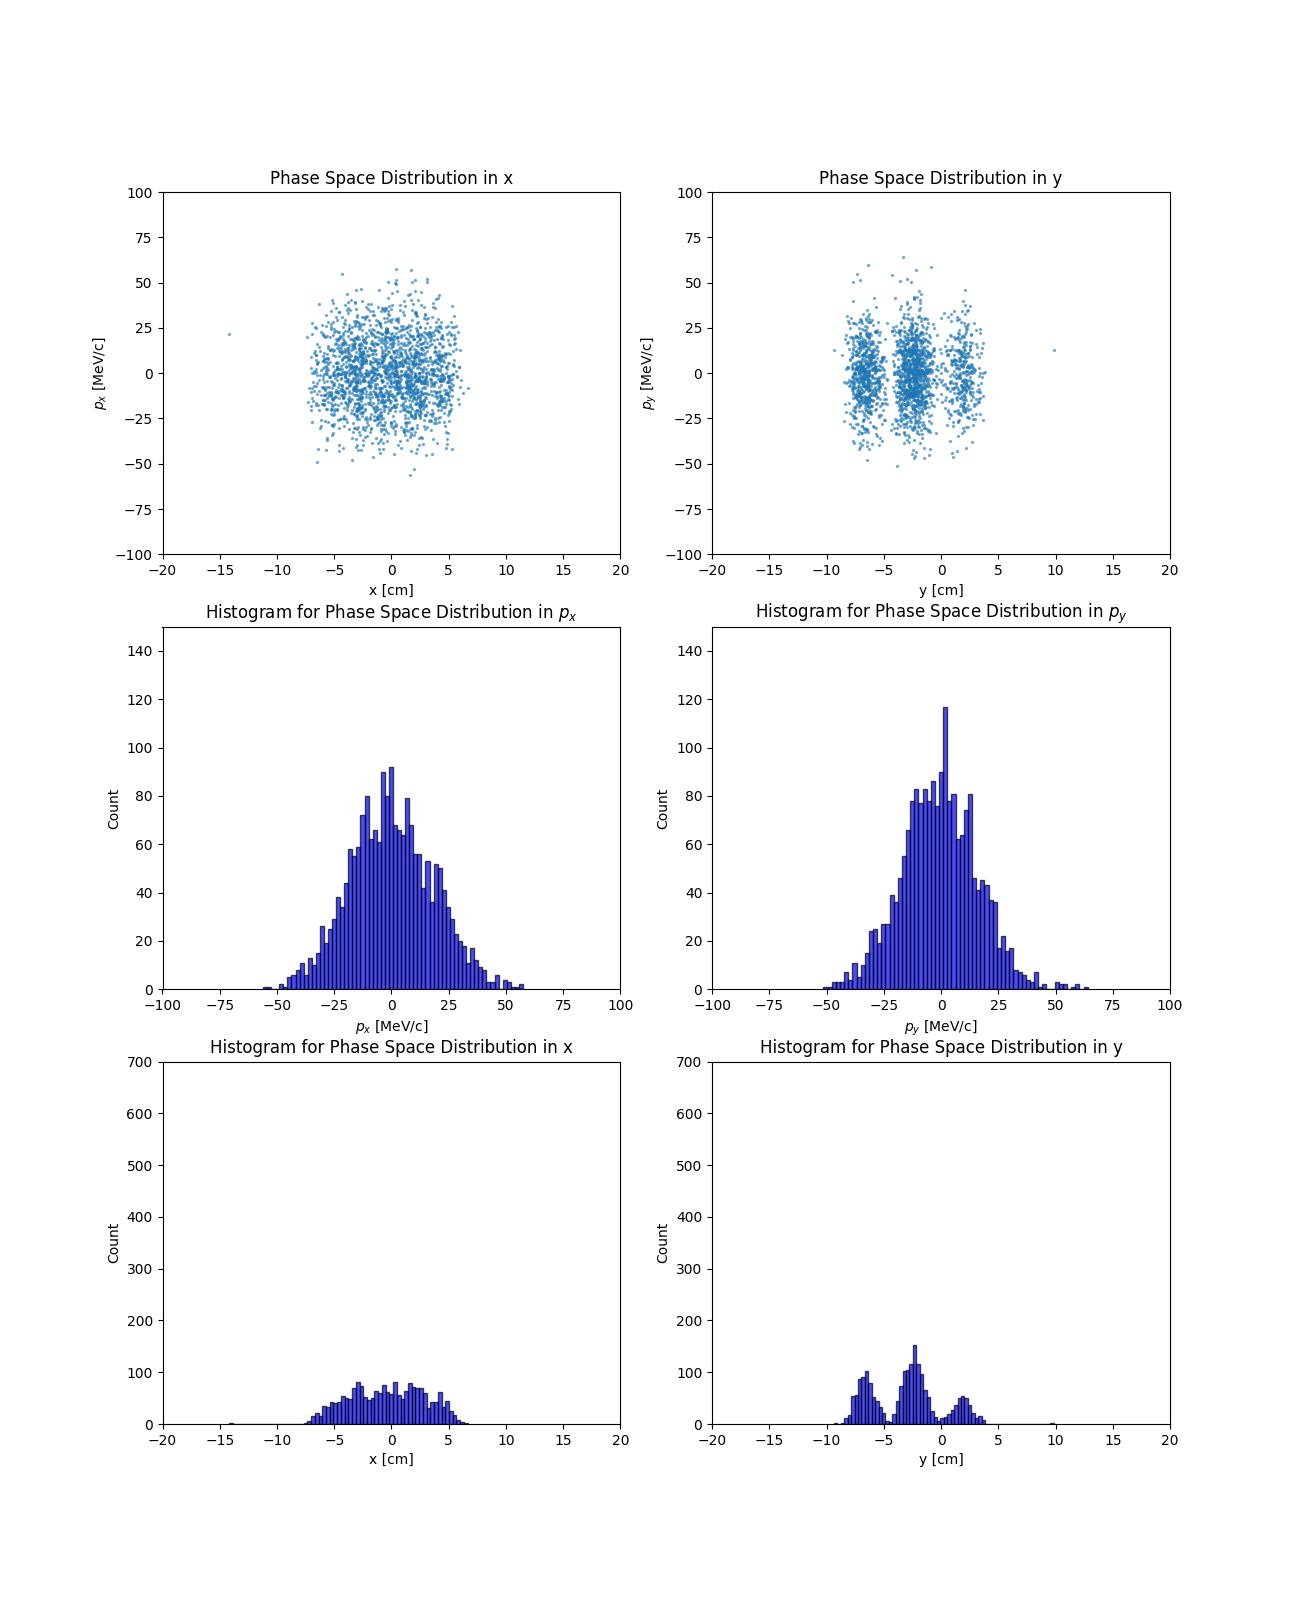 Phase Space Distribution in x
Phase Space Distribution in y
100
75
50
25
0
−25
−50
−75
−100
p_x [MeV/c]
−20 −15 −10 −5 0 5 10 15 20
x [cm]
100
75
50
25
0
−25
−50
−75
−100
p_y [MeV/c]
−20 −15 −10 −5 0 5 10 15 20
y [cm]
Histogram for Phase Space Distribution in p_x
Histogram for Phase Space Distribution in p_y
140
120
100
80
60
40
20
0
Count
−100 −75 −50 −25 0 25 50 75 100
p_x [MeV/c]
140
120
100
80
60
40
20
0
Count
−100 −75 −50 −25 0 25 50 75 100
p_y [MeV/c]
Histogram for Phase Space Distribution in x
Histogram for Phase Space Distribution in y
700
600
500
400
300
200
100
0
Count
−20 −15 −10 −5 0 5 10 15 20
x [cm]
700
600
500
400
300
200
100
0
Count
−20 −15 −10 −5 0 5 10 15 20
y [cm]